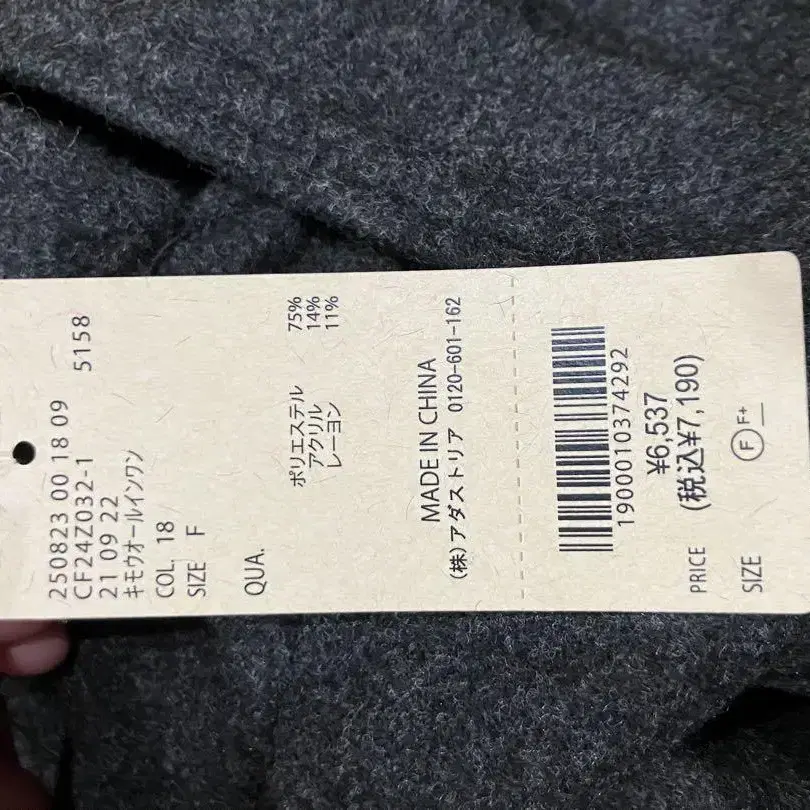 250823 00 18 09
CF24Z032-1 5158
21 09 22
キモウオールインワン
COL. 18
SIZE F
QUA.
ポリエステル 75%
アクリル 14%
レーヨン 11%
MADE IN CHINA
(株)アダストリア 0120-601-162
1900010374292
PRICE ¥6,537
(税込¥7,190)
SIZE Ⓕ F+